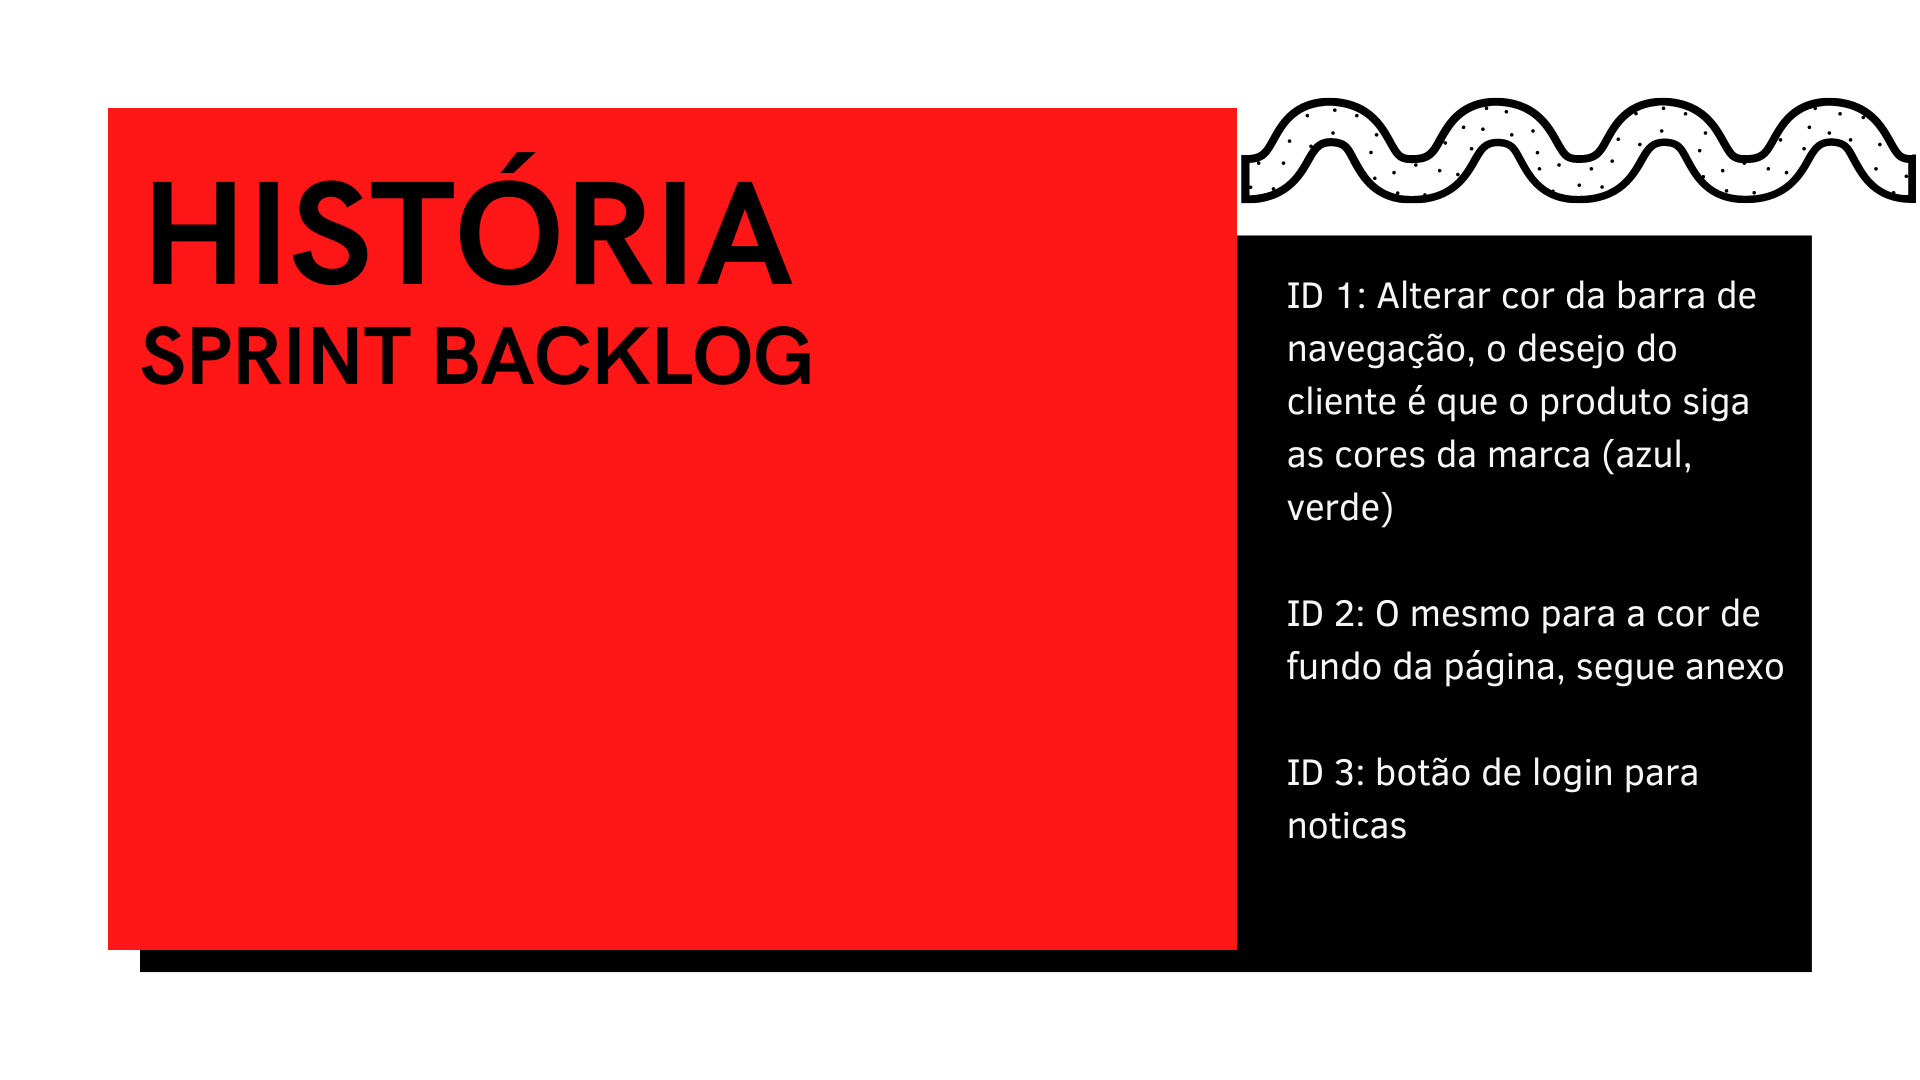 HISTÓRIA
SPRINT BACKLOG
ID 1: Alterar cor da barra de
navegação, o desejo do
cliente é que o produto siga
as cores da marca (azul,
verde)
ID 2: O mesmo para a cor de
fundo da página, segue anexo
ID 3: botão de login para
noticas